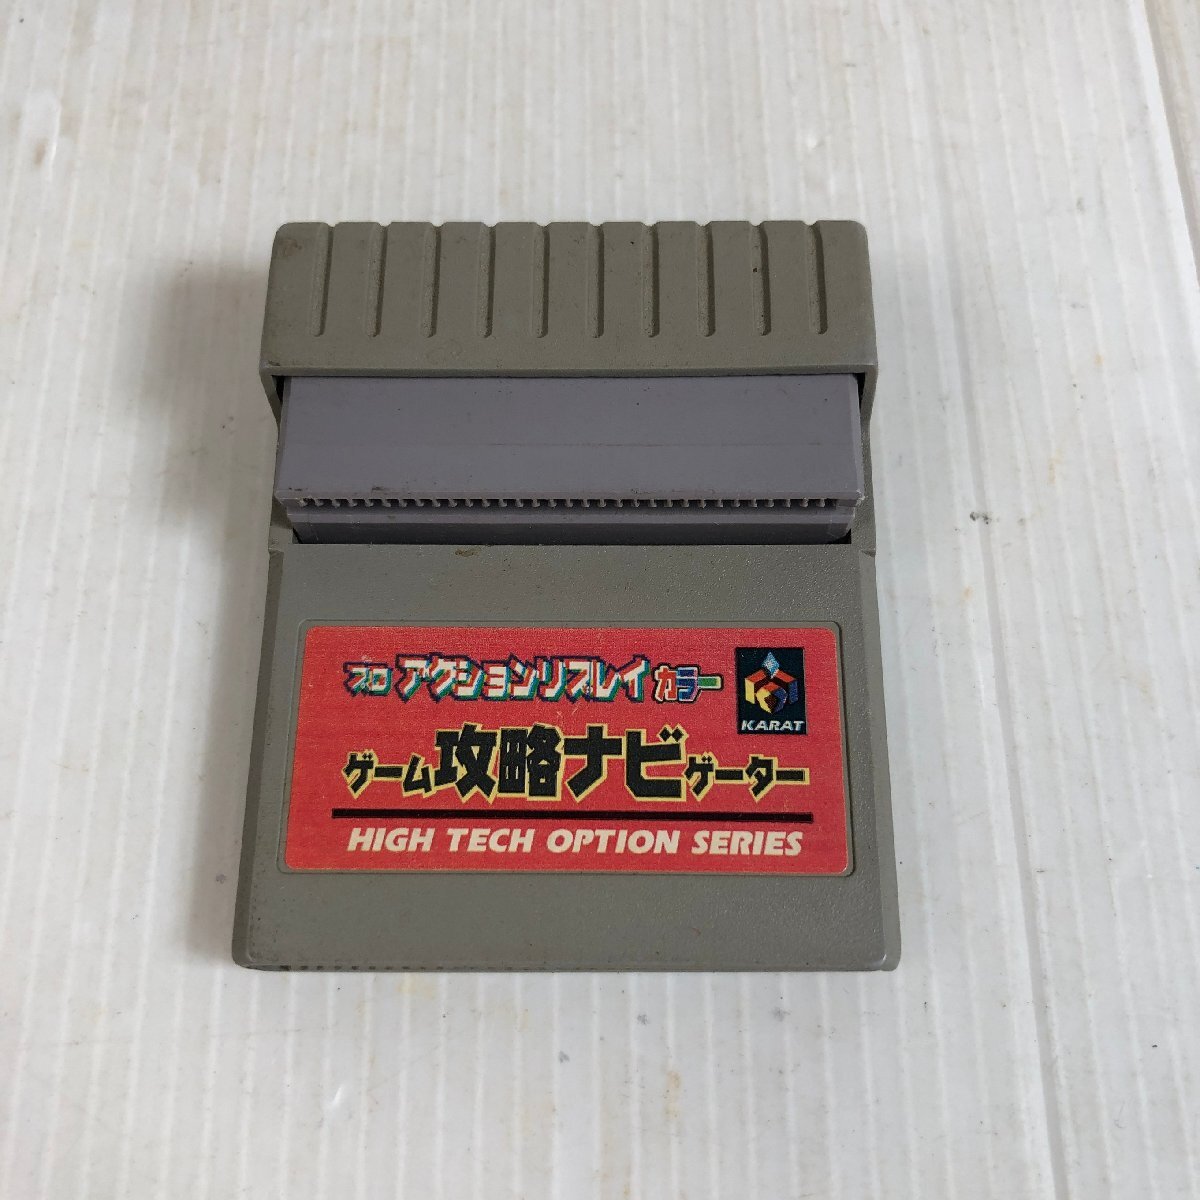 プロ アクションリプレイ カラー
KARAT
ゲーム攻略ナビゲーター
HIGH TECH OPTION SERIES